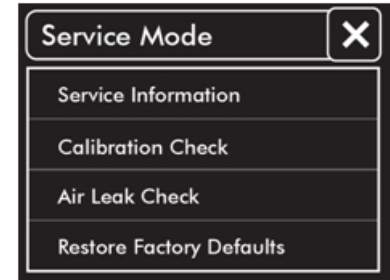 Service Mode
Service Information
Calibration Check
Air Leak Check
Restore Factory Defaults